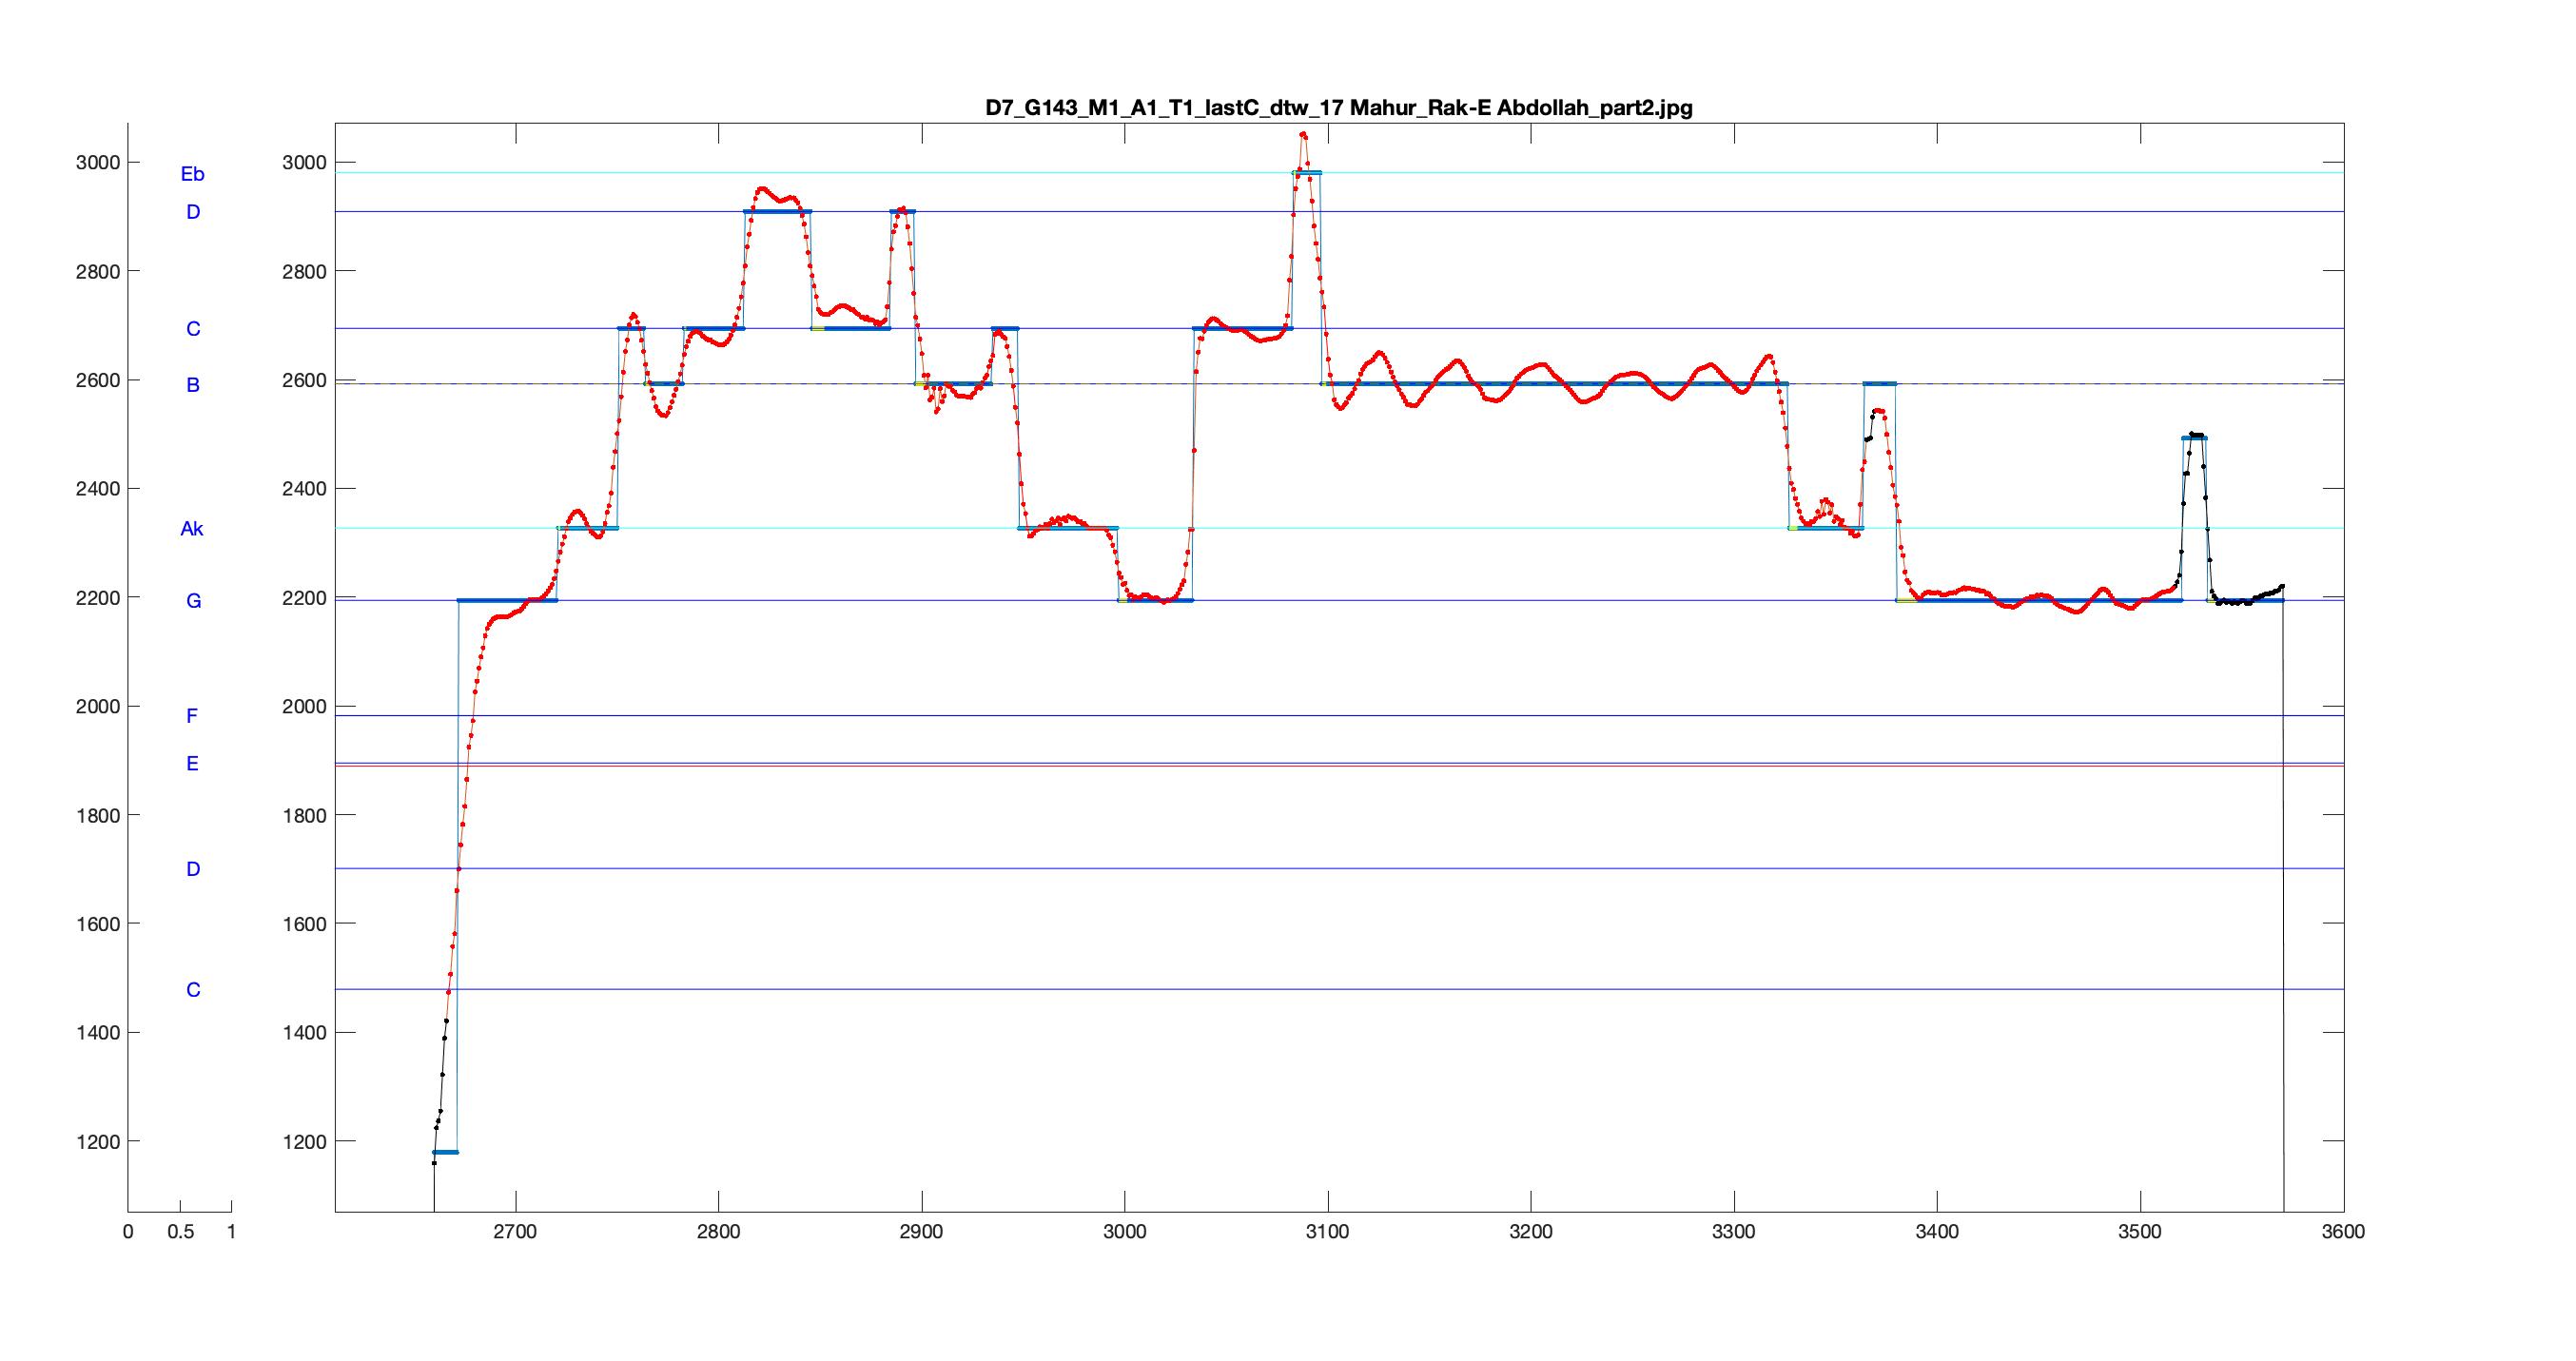 D7_G143_M1_A1_T1_lastC_dtw_17 Mahur_Rak-E Abdollah_part2.jpg
3000 Eb 3000
D
2800 2800
C
2600 B 2600
2400 2400
Ak
2200 G 2200
2000 F 2000
E
1800 1800
D
1600 1600
C
1400 1400
1200 1200
0 0.5 1 2700 2800 2900 3000 3100 3200 3300 3400 3500 3600